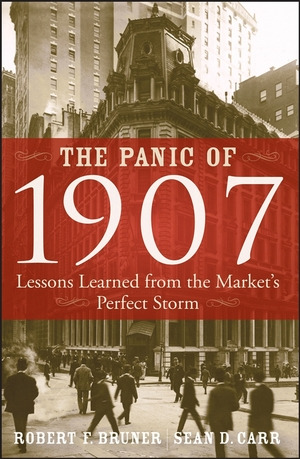 THE PANIC OF
1907
Lessons Learned from the Market's
Perfect Storm
ROBERT F. BRUNER SEAN D. CARR